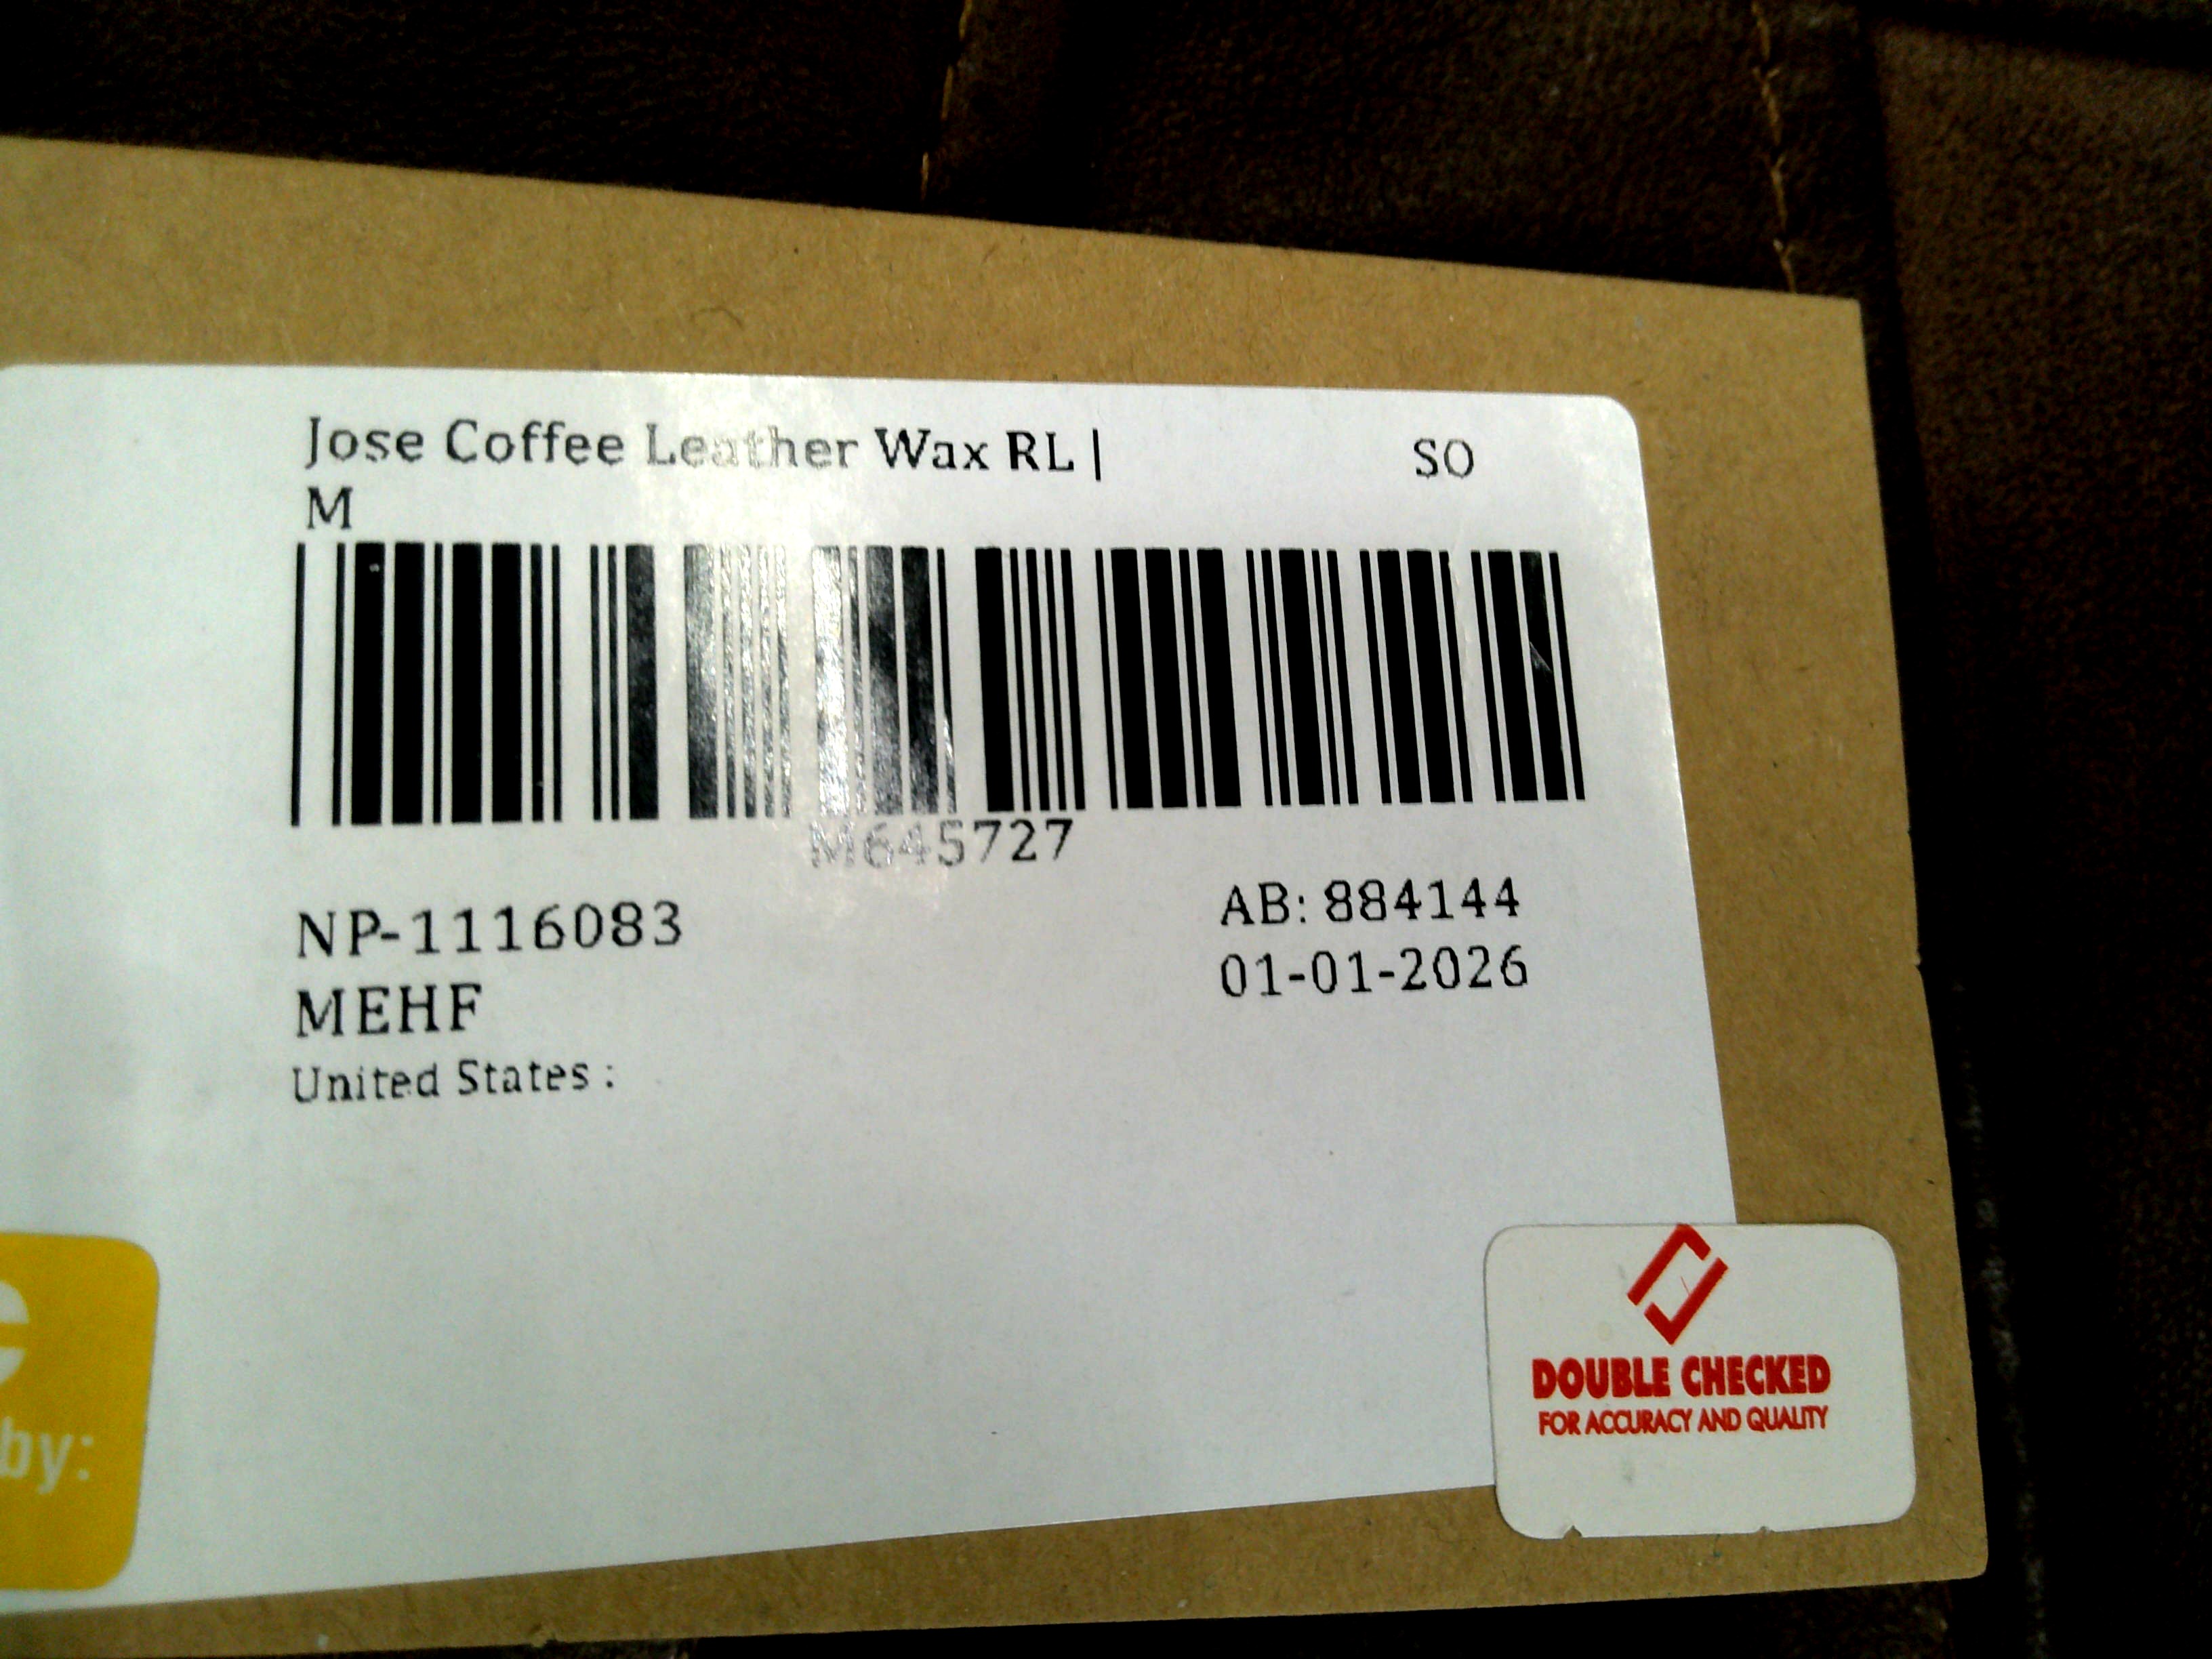 Jose Coffee Leather Wax RL | SO
M
M645727
NP-1116083 AB: 884144
MEHF 01-01-2026
United States :
by:
DOUBLE CHECKED
FOR ACCURACY AND QUALITY